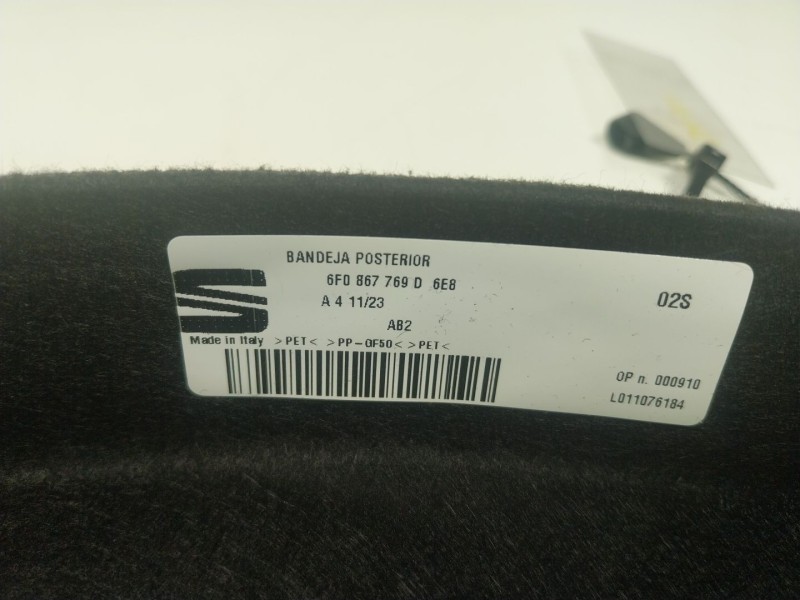 BANDEJA POSTERIOR
6F0 867 769 D 6E8
02S
A 4 11/23
AB2
Made in Italy >PET< >PP-GF50< >PET<
OP n. 000910
L011076184